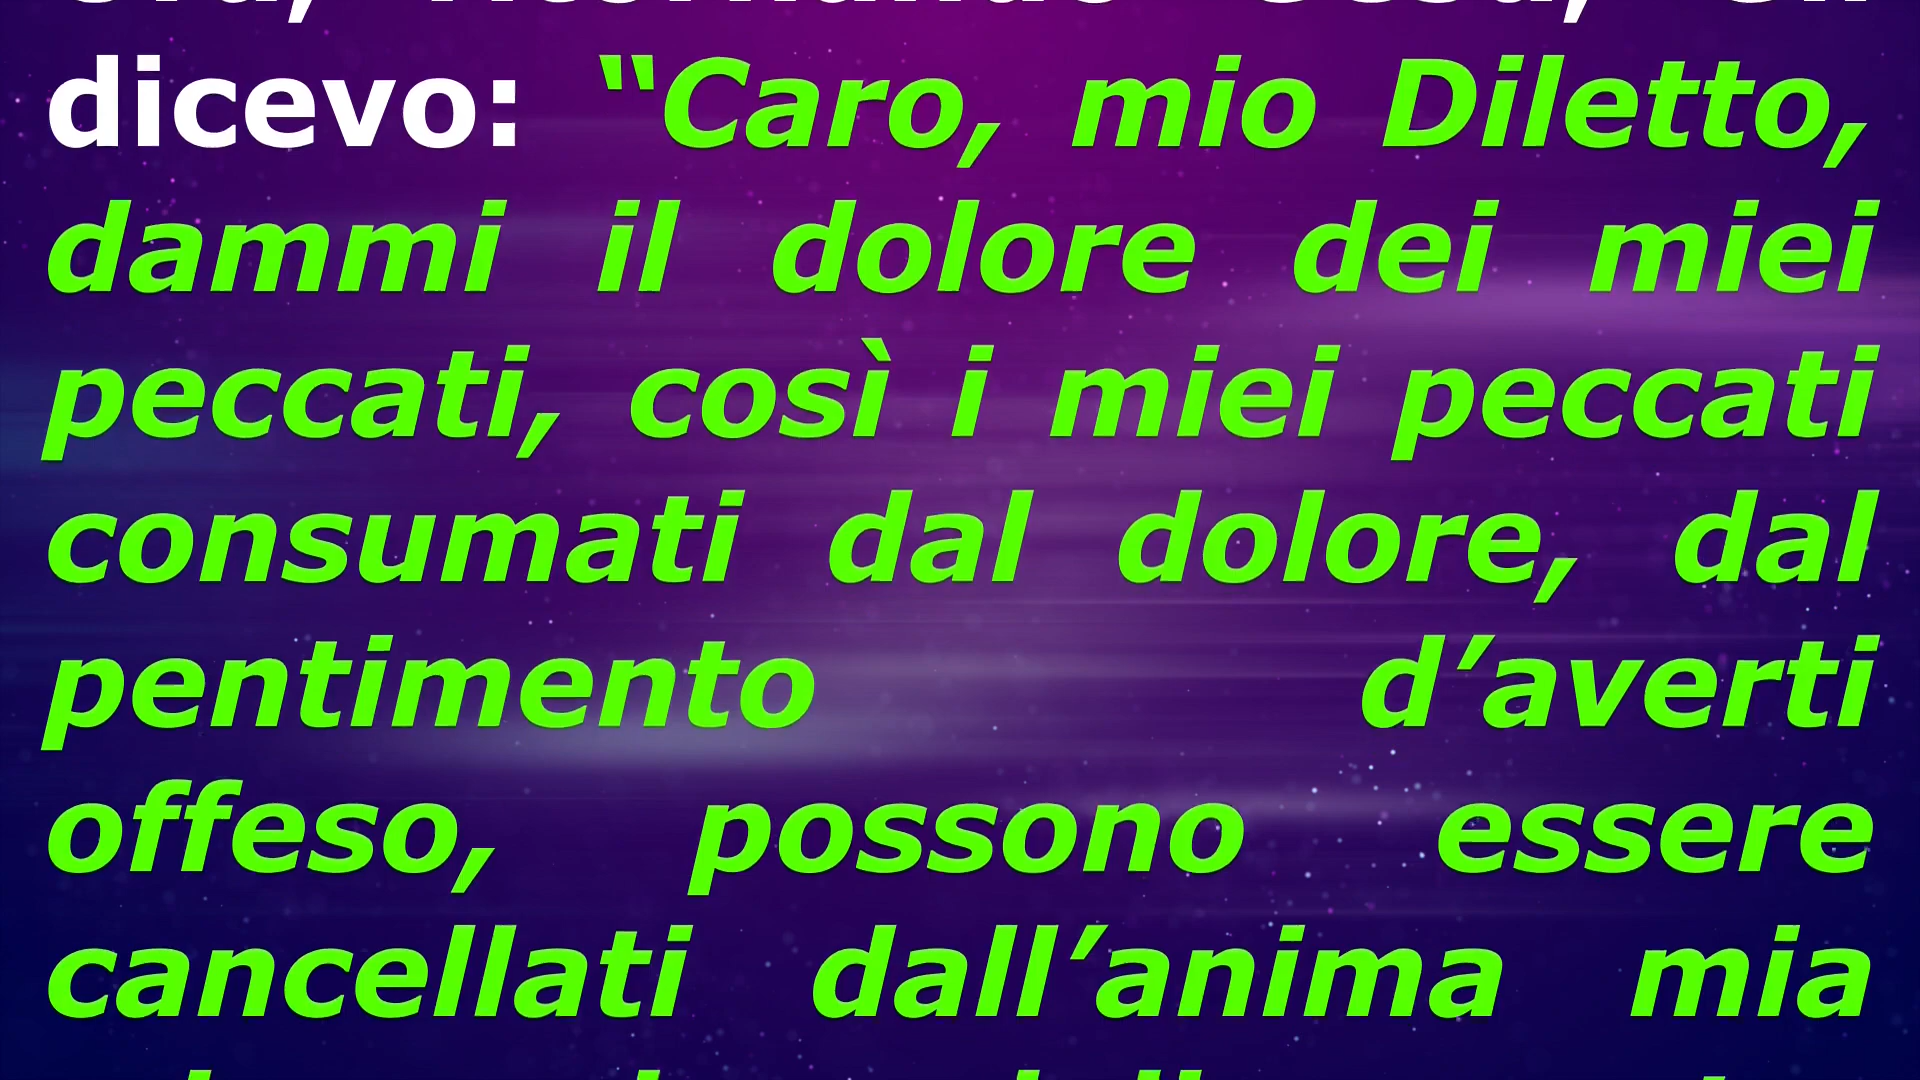 dicevo: “Caro, mio Diletto,
dammi il dolore dei miei
peccati, così i miei peccati
consumati dal dolore, dal
pentimento d’averti
offeso, possono essere
cancellati dall’anima mia